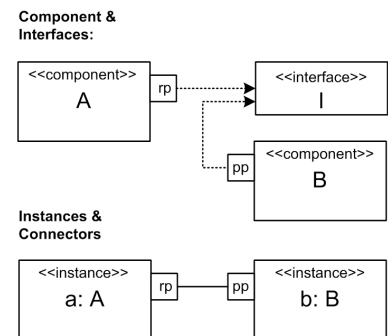 Component &
Interfaces:
<<component>>
A
rp
<<interface>>
I
<<component>>
B
pp
Instances &
Connectors
<<instance>>
a: A
rp
pp
<<instance>>
b: B